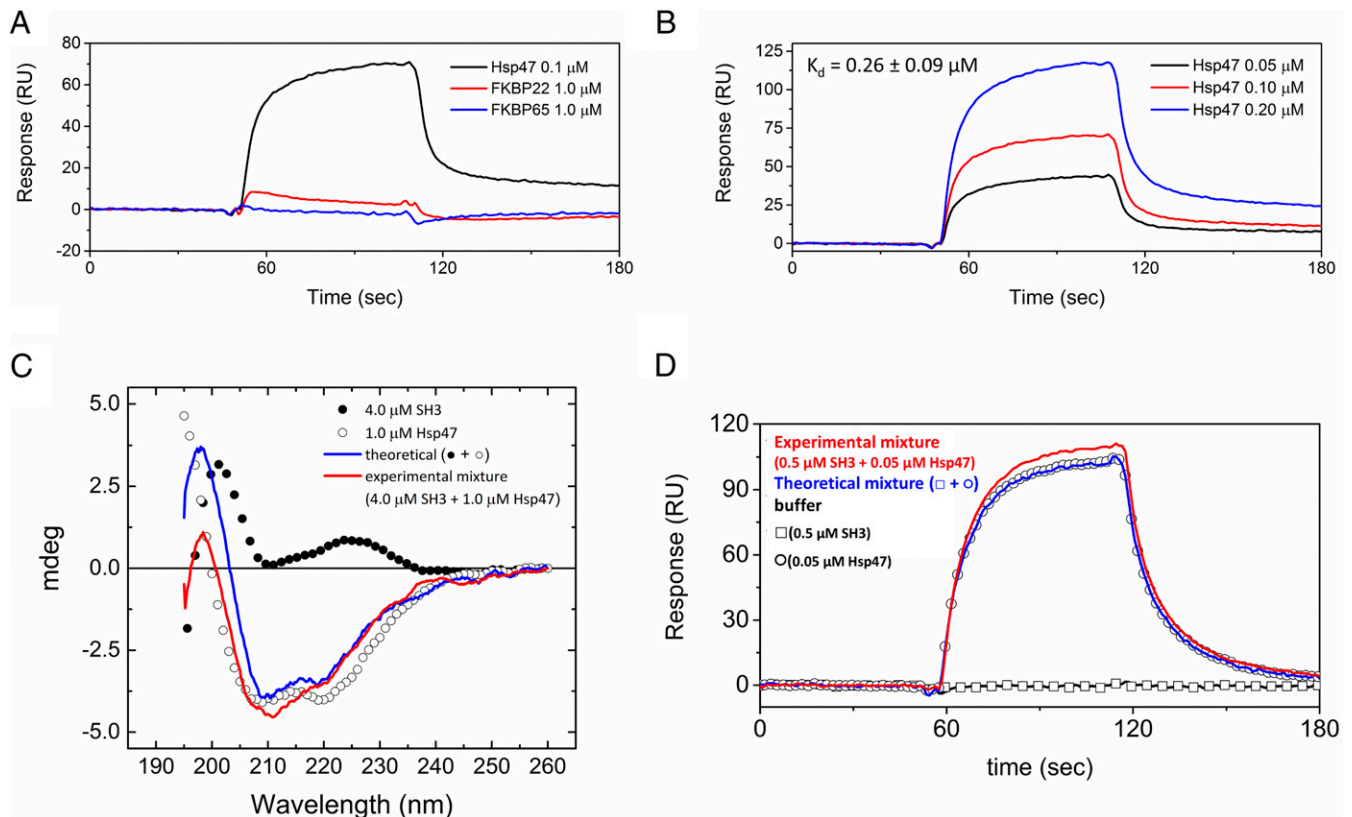 A
80
60
40
20
0
-20
Response (RU)
Hsp47 0.1 μM
FKBP22 1.0 μM
FKBP65 1.0 μM
0
60
120
180
Time (sec)
B
125
100
75
50
25
0
Response (RU)
Kd = 0.26 ± 0.09 μM
Hsp47 0.05 μM
Hsp47 0.10 μM
Hsp47 0.20 μM
0
60
120
180
Time (sec)
C
5.0
2.5
0.0
-2.5
-5.0
mdeg
● 4.0 μM SH3
○ 1.0 μM Hsp47
theoretical (● + ○)
experimental mixture
(4.0 μM SH3 + 1.0 μM Hsp47)
190 200 210 220 230 240 250 260
Wavelength (nm)
D
120
90
60
30
0
Response (RU)
Experimental mixture
(0.5 μM SH3 + 0.05 μM Hsp47)
Theoretical mixture (□ + ○)
buffer
□(0.5 μM SH3)
○(0.05 μM Hsp47)
0
60
120
180
time (sec)